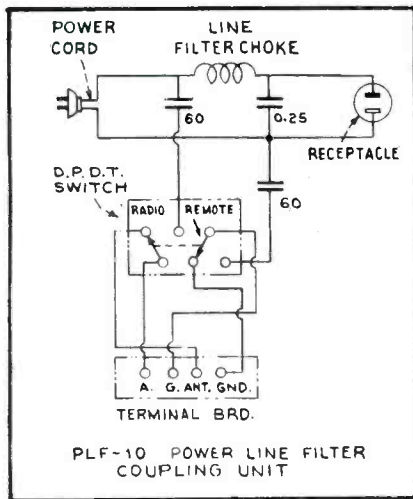 POWER
CORD
LINE
FILTER CHOKE
60
0.25
RECEPTACLE
60
D.P.D.T.
SWITCH
RADIO REMOTE
A. G. ANT. GND.
TERMINAL BRD.
PLF-10 POWER LINE FILTER
COUPLING UNIT